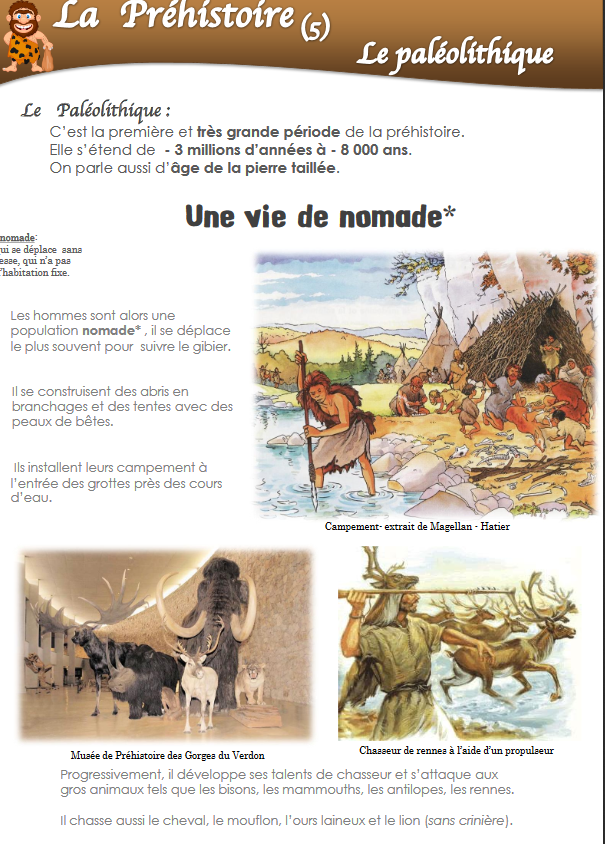 La Préhistoire (5)
Le paléolithique
Le Paléolithique :
C'est la première et très grande période de la préhistoire.
Elle s'étend de - 3 millions d'années à - 8 000 ans.
On parle aussi d'âge de la pierre taillée.
Une vie de nomade*
nomade:
ui se déplace sans
esse, qui n'a pas
'habitation fixe.
Les hommes sont alors une
population nomade* , il se déplace
le plus souvent pour suivre le gibier.
Il se construisent des abris en
branchages et des tentes avec des
peaux de bêtes.
Ils installent leurs campement à
l'entrée des grottes près des cours
d'eau.
Campement- extrait de Magellan - Hatier
Musée de Préhistoire des Gorges du Verdon
Chasseur de rennes à l'aide d'un propulseur
Progressivement, il développe ses talents de chasseur et s'attaque aux
gros animaux tels que les bisons, les mammouths, les antilopes, les rennes.
Il chasse aussi le cheval, le mouflon, l'ours laineux et le lion (sans crinière).